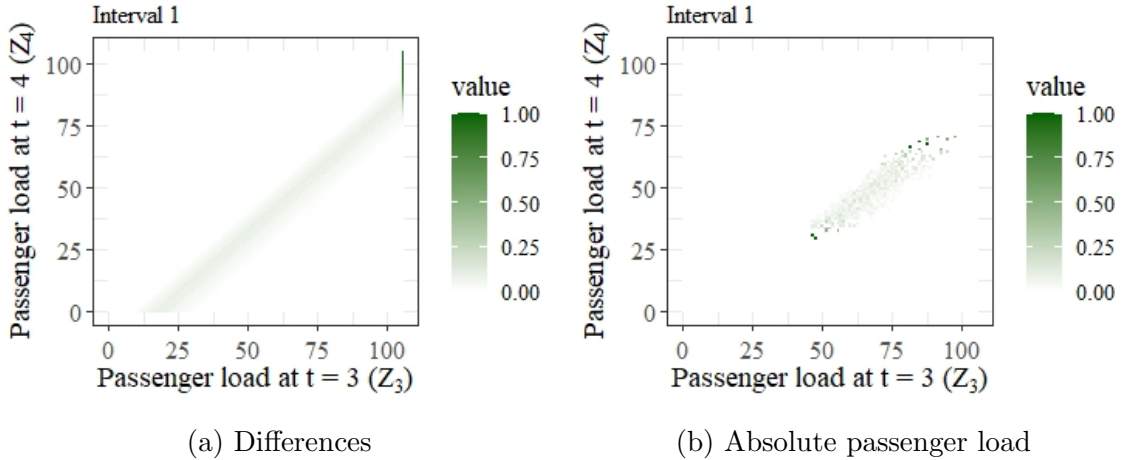 Interval 1
Passenger load at t = 4 (Z₄)
100
75
50
25
0
0 25 50 75 100
Passenger load at t = 3 (Z₃)
value
1.00
0.75
0.50
0.25
0.00
(a) Differences
Interval 1
Passenger load at t = 4 (Z₄)
100
75
50
25
0
0 25 50 75 100
Passenger load at t = 3 (Z₃)
value
1.00
0.75
0.50
0.25
0.00
(b) Absolute passenger load